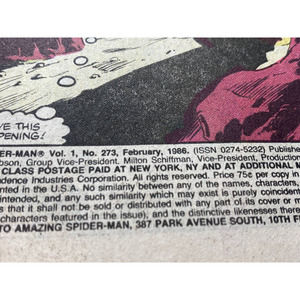 VE THIS
PENING!
ER-MAN® Vol. 1, No. 273, February, 1986. (ISSN 0274-5232) Publishe
bson, Group Vice-President. Milton Schiffman, Vice-President, Production
CLASS POSTAGE PAID AT NEW YORK, NY AND AT ADDITIONAL M
dence Industries Corporation. All rights reserved. Price 75¢ per copy in
nted in the U.S.A. No similarity between any of the names, characters,
intended, and any such similarity which may exist is purely coinciden
s that it shall not be sold or distributed with any part of its cover or m
characters featured in the issue), and the distinctive likenesses there
TO AMAZING SPIDER-MAN, 387 PARK AVENUE SOUTH, 10TH F